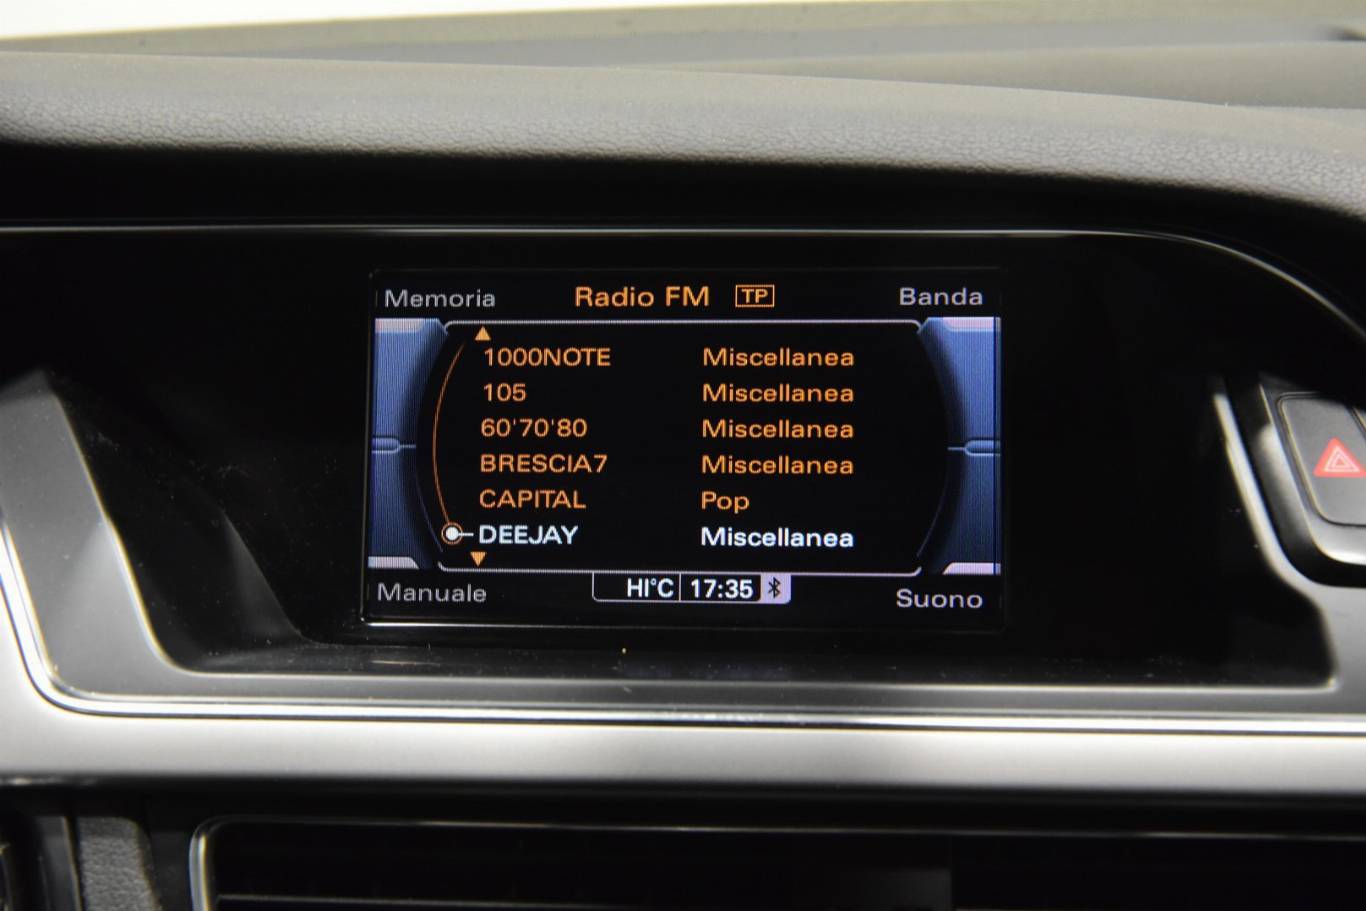 Memoria Radio FM TP Banda
1000NOTE Miscellanea
105 Miscellanea
60'70'80 Miscellanea
BRESCIA7 Miscellanea
CAPITAL Pop
DEEJAY Miscellanea
Manuale HI°C 17:35 Suono